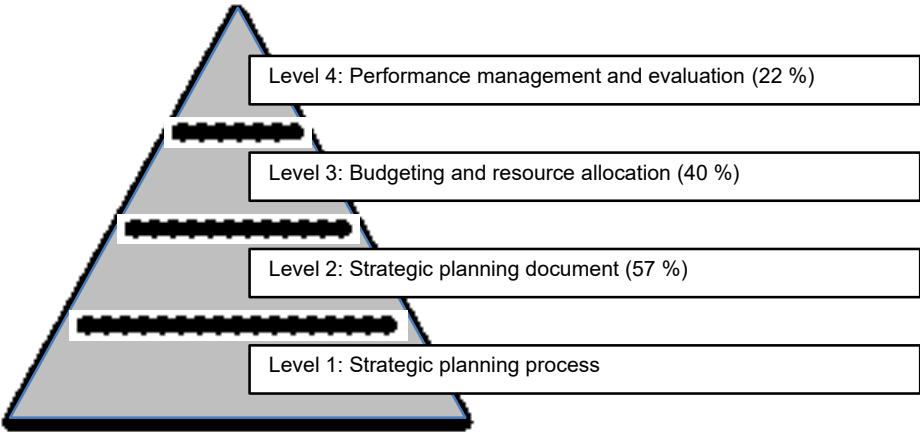 Level 4: Performance management and evaluation (22 %)
Level 3: Budgeting and resource allocation (40 %)
Level 2: Strategic planning document (57 %)
Level 1: Strategic planning process